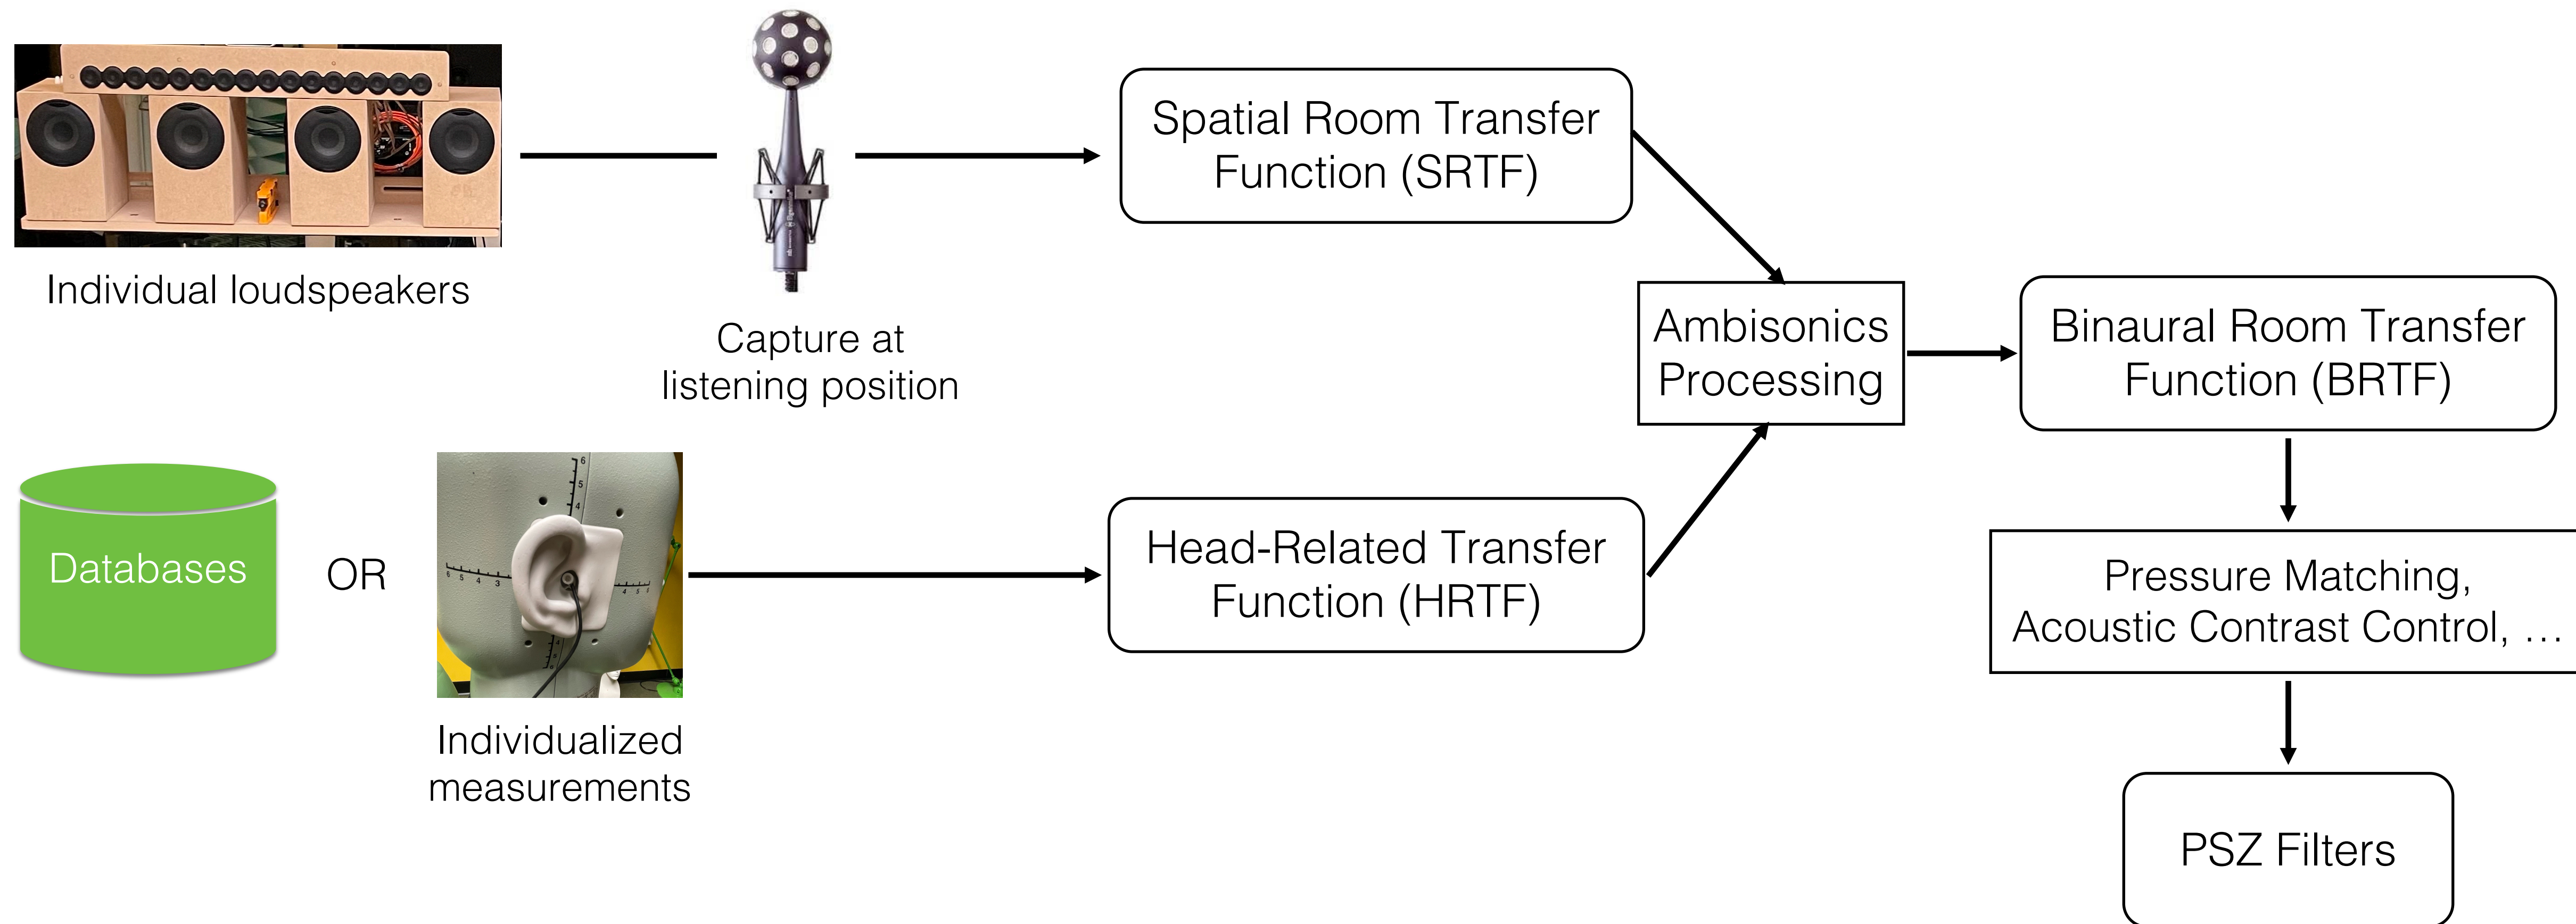 Individual loudspeakers
Capture at
listening position
Spatial Room Transfer
Function (SRTF)
Databases
OR
Individualized
measurements
Head-Related Transfer
Function (HRTF)
Ambisonics
Processing
Binaural Room Transfer
Function (BRTF)
Pressure Matching,
Acoustic Contrast Control, …
PSZ Filters